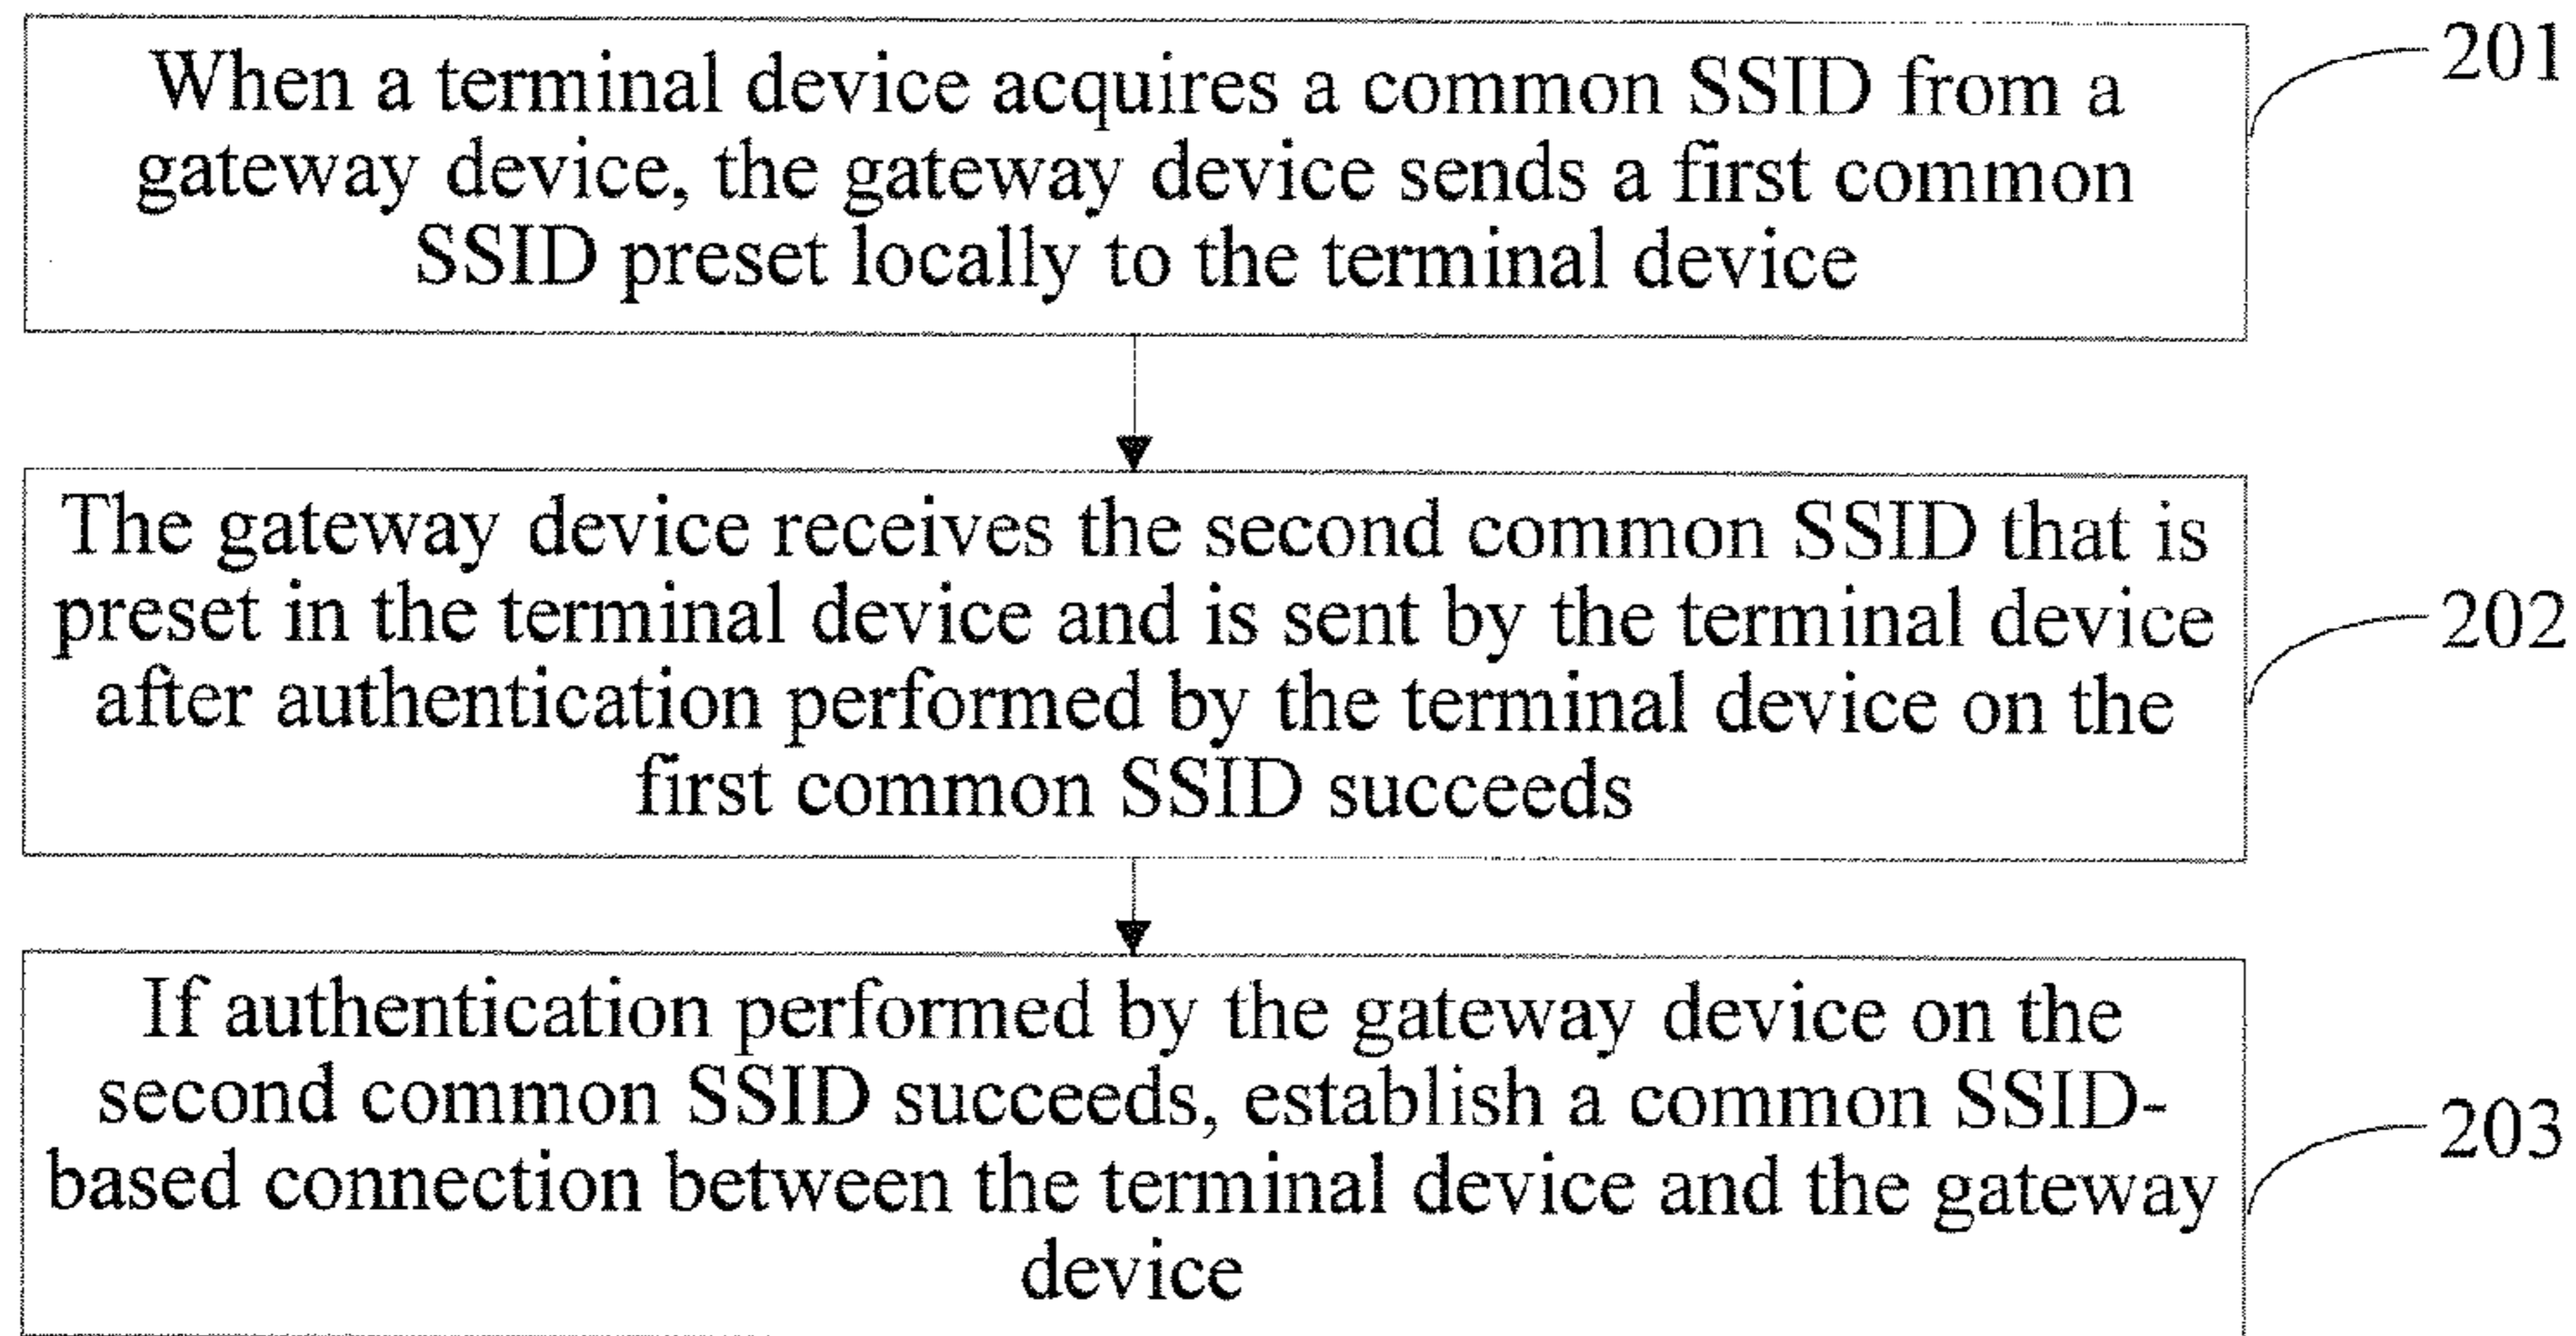 When a terminal device acquires a common SSID from a
gateway device, the gateway device sends a first common
SSID preset locally to the terminal device
201
The gateway device receives the second common SSID that is
preset in the terminal device and is sent by the terminal device
after authentication performed by the terminal device on the
first common SSID succeeds
202
If authentication performed by the gateway device on the
second common SSID succeeds, establish a common SSID-
based connection between the terminal device and the gateway
device
203